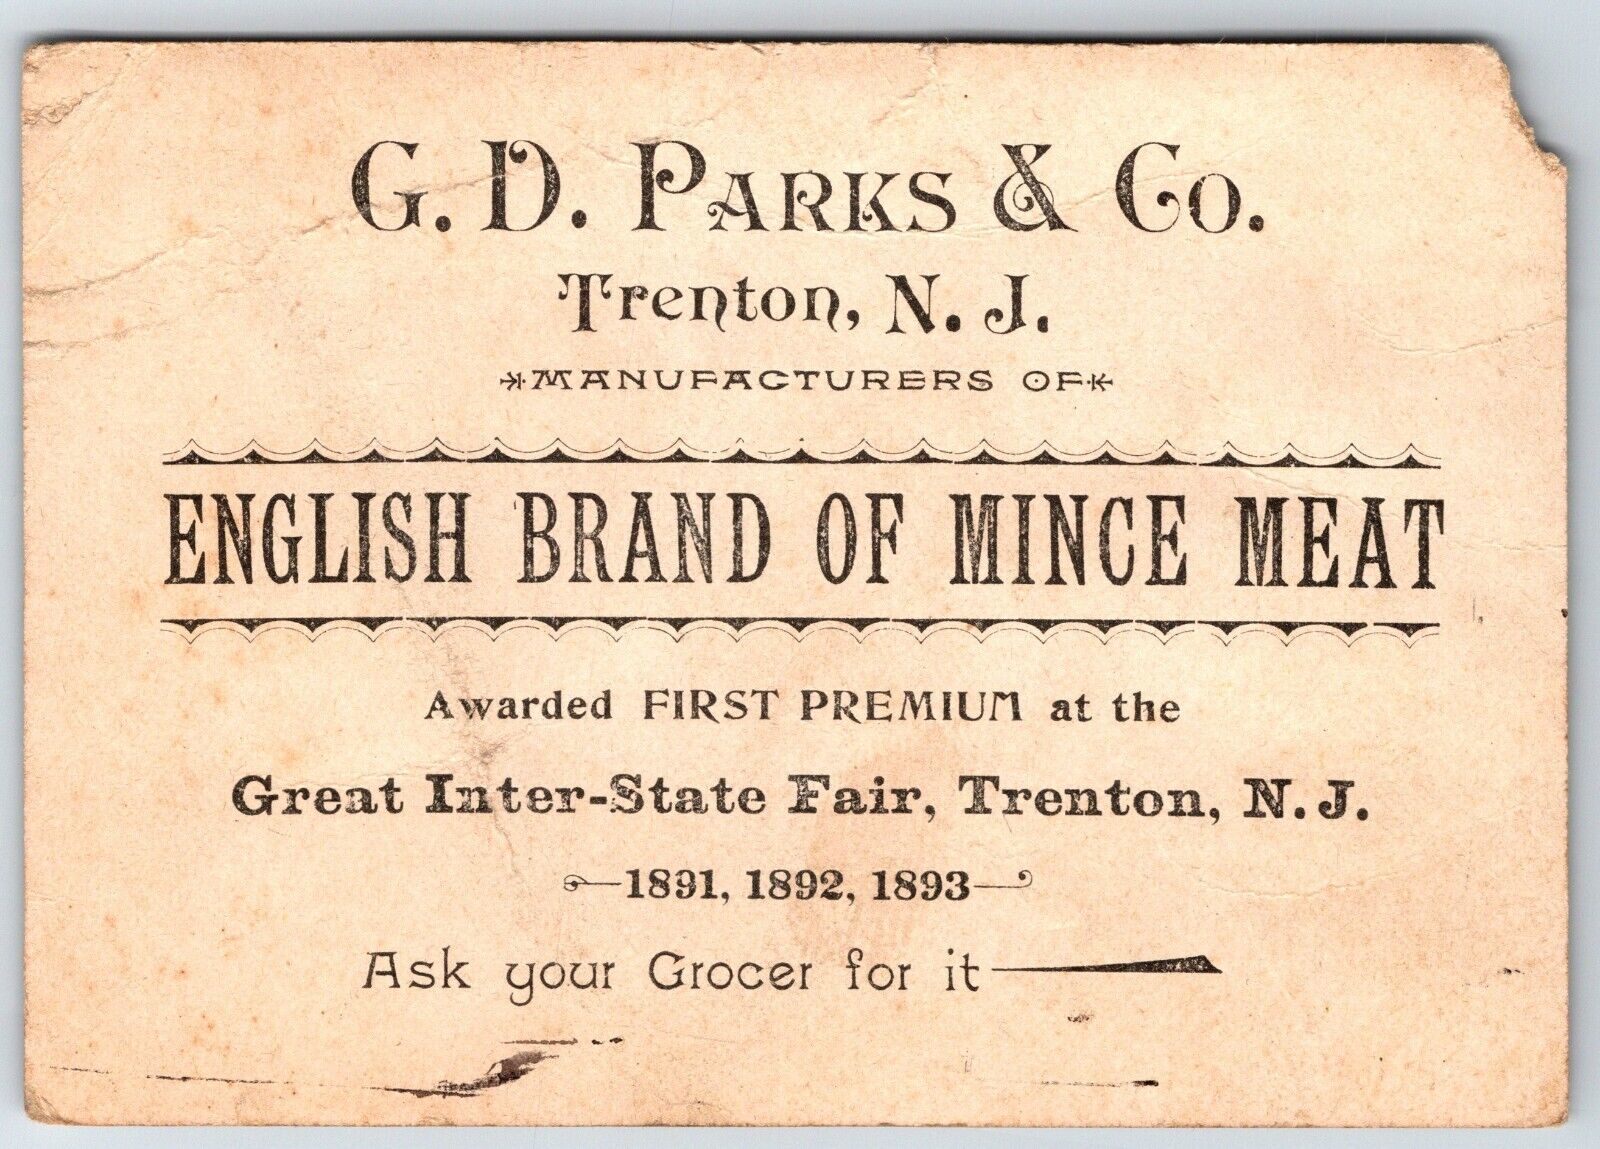 G. D. PARKS & Co.
Trenton, N. J.
MANUFACTURERS OF
ENGLISH BRAND OF MINCE MEAT
Awarded FIRST PREMIUM at the
Great Inter-State Fair, Trenton, N. J.
1891, 1892, 1893
Ask your Grocer for it